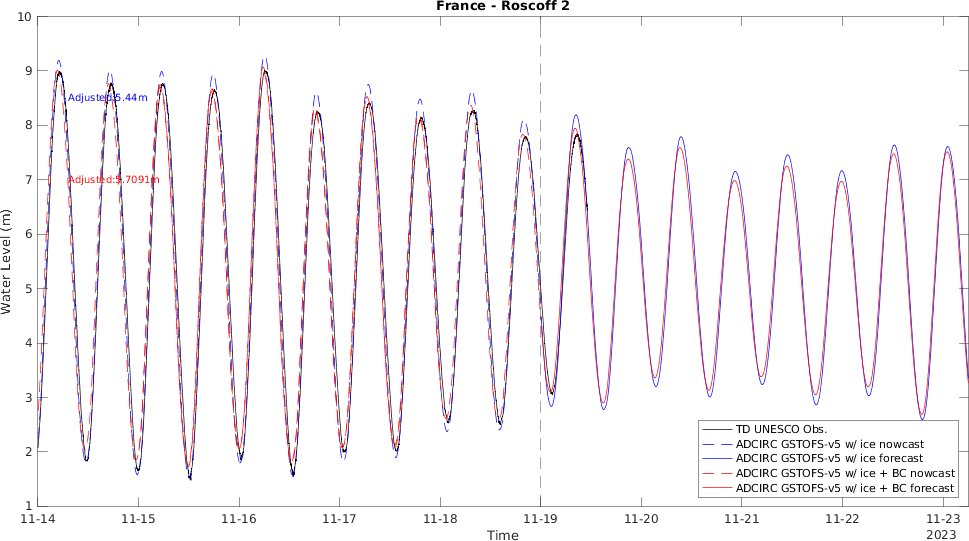 France - Roscoff 2
10
9
8
7
6
5
4
3
2
1
Water Level (m)
Adjusted:5.44m
Adjusted:5.7091m
TD UNESCO Obs.
ADCIRC GSTOFS-v5 w/ ice nowcast
ADCIRC GSTOFS-v5 w/ ice forecast
ADCIRC GSTOFS-v5 w/ ice + BC nowcast
ADCIRC GSTOFS-v5 w/ ice + BC forecast
11-14 11-15 11-16 11-17 11-18 11-19 11-20 11-21 11-22 11-23
Time
2023